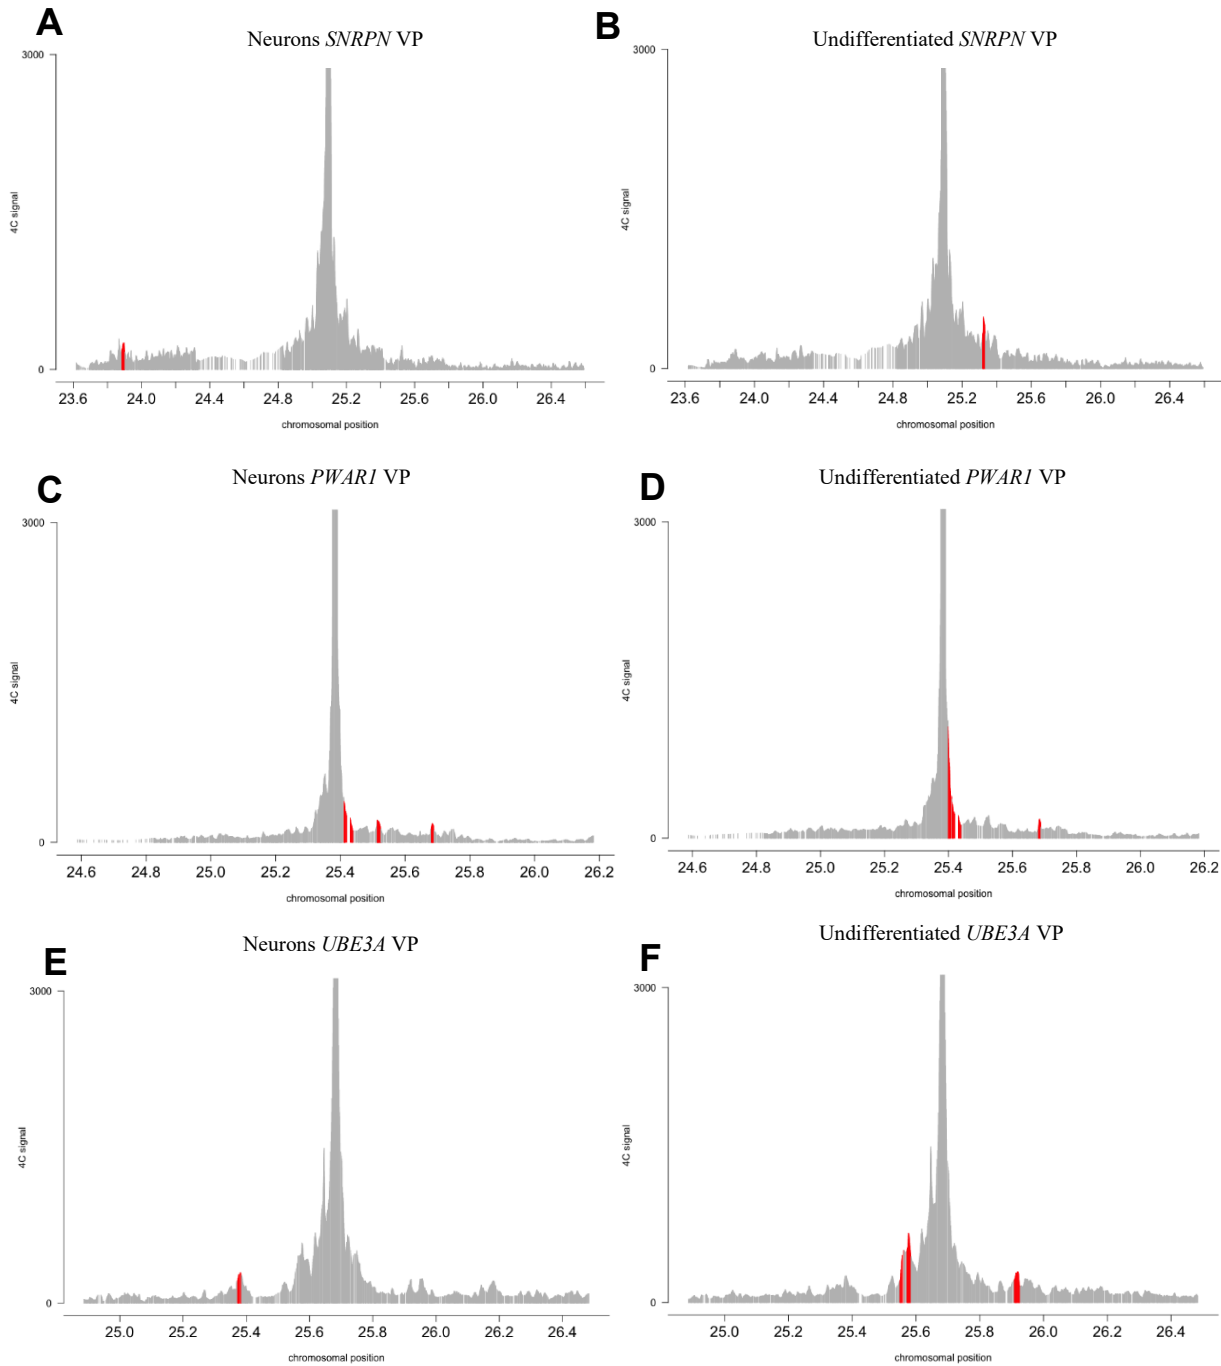 A
Neurons SNRPN VP
3000
4C signal
0
23.6 24.0 24.4 24.8 25.2 25.6 26.0 26.4
chromosomal position
B
Undifferentiated SNRPN VP
3000
4C signal
0
23.6 24.0 24.4 24.8 25.2 25.6 26.0 26.4
chromosomal position
C
Neurons PWAR1 VP
3000
4C signal
0
24.6 24.8 25.0 25.2 25.4 25.6 25.8 26.0 26.2
chromosomal position
D
Undifferentiated PWAR1 VP
3000
4C signal
0
24.6 24.8 25.0 25.2 25.4 25.6 25.8 26.0 26.2
chromosomal position
E
Neurons UBE3A VP
3000
4C signal
0
25.0 25.2 25.4 25.6 25.8 26.0 26.2 26.4
chromosomal position
F
Undifferentiated UBE3A VP
3000
4C signal
0
25.0 25.2 25.4 25.6 25.8 26.0 26.2 26.4
chromosomal position